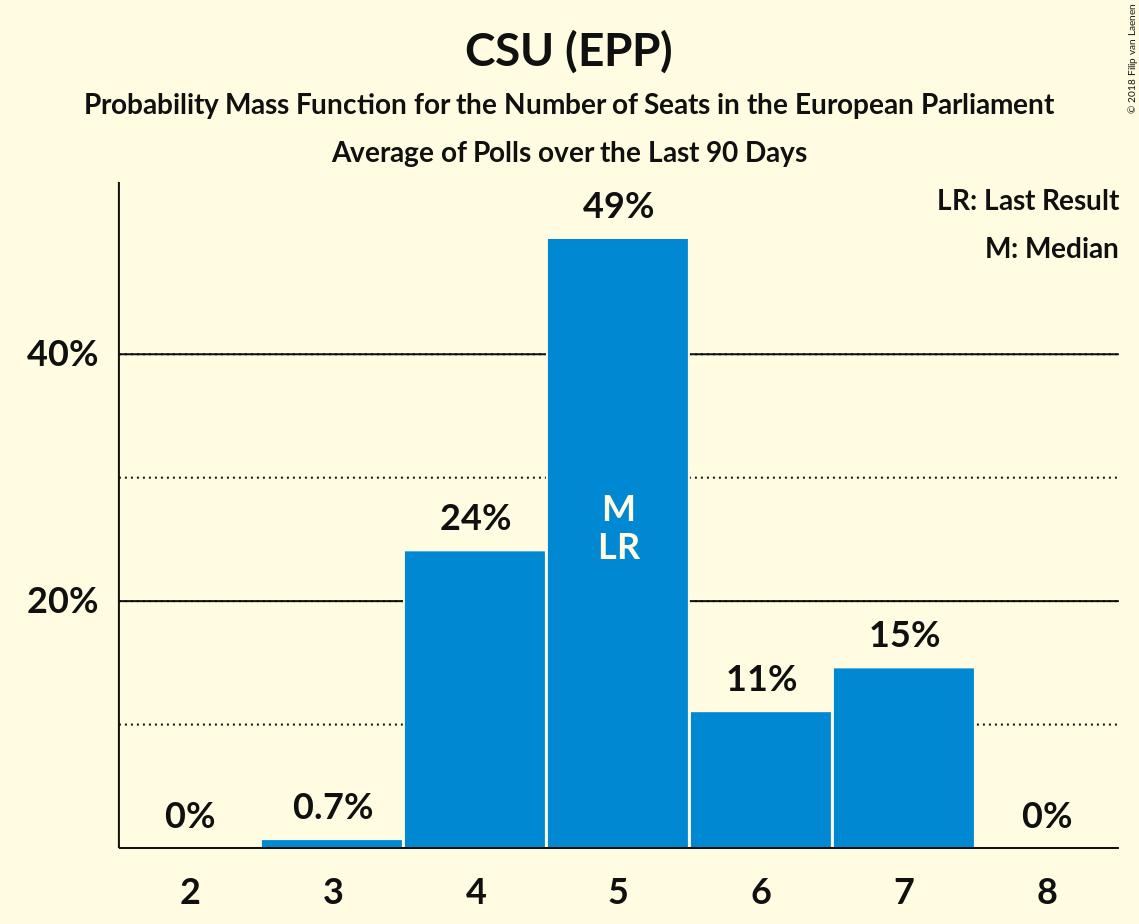 CSU (EPP)
Probability Mass Function for the Number of Seats in the European Parliament
Average of Polls over the Last 90 Days
© 2018 Filip van Laenen
LR: Last Result
M: Median
49%
40%
24%
M
LR
20%
15%
11%
0.7%
0%
0%
2 3 4 5 6 7 8